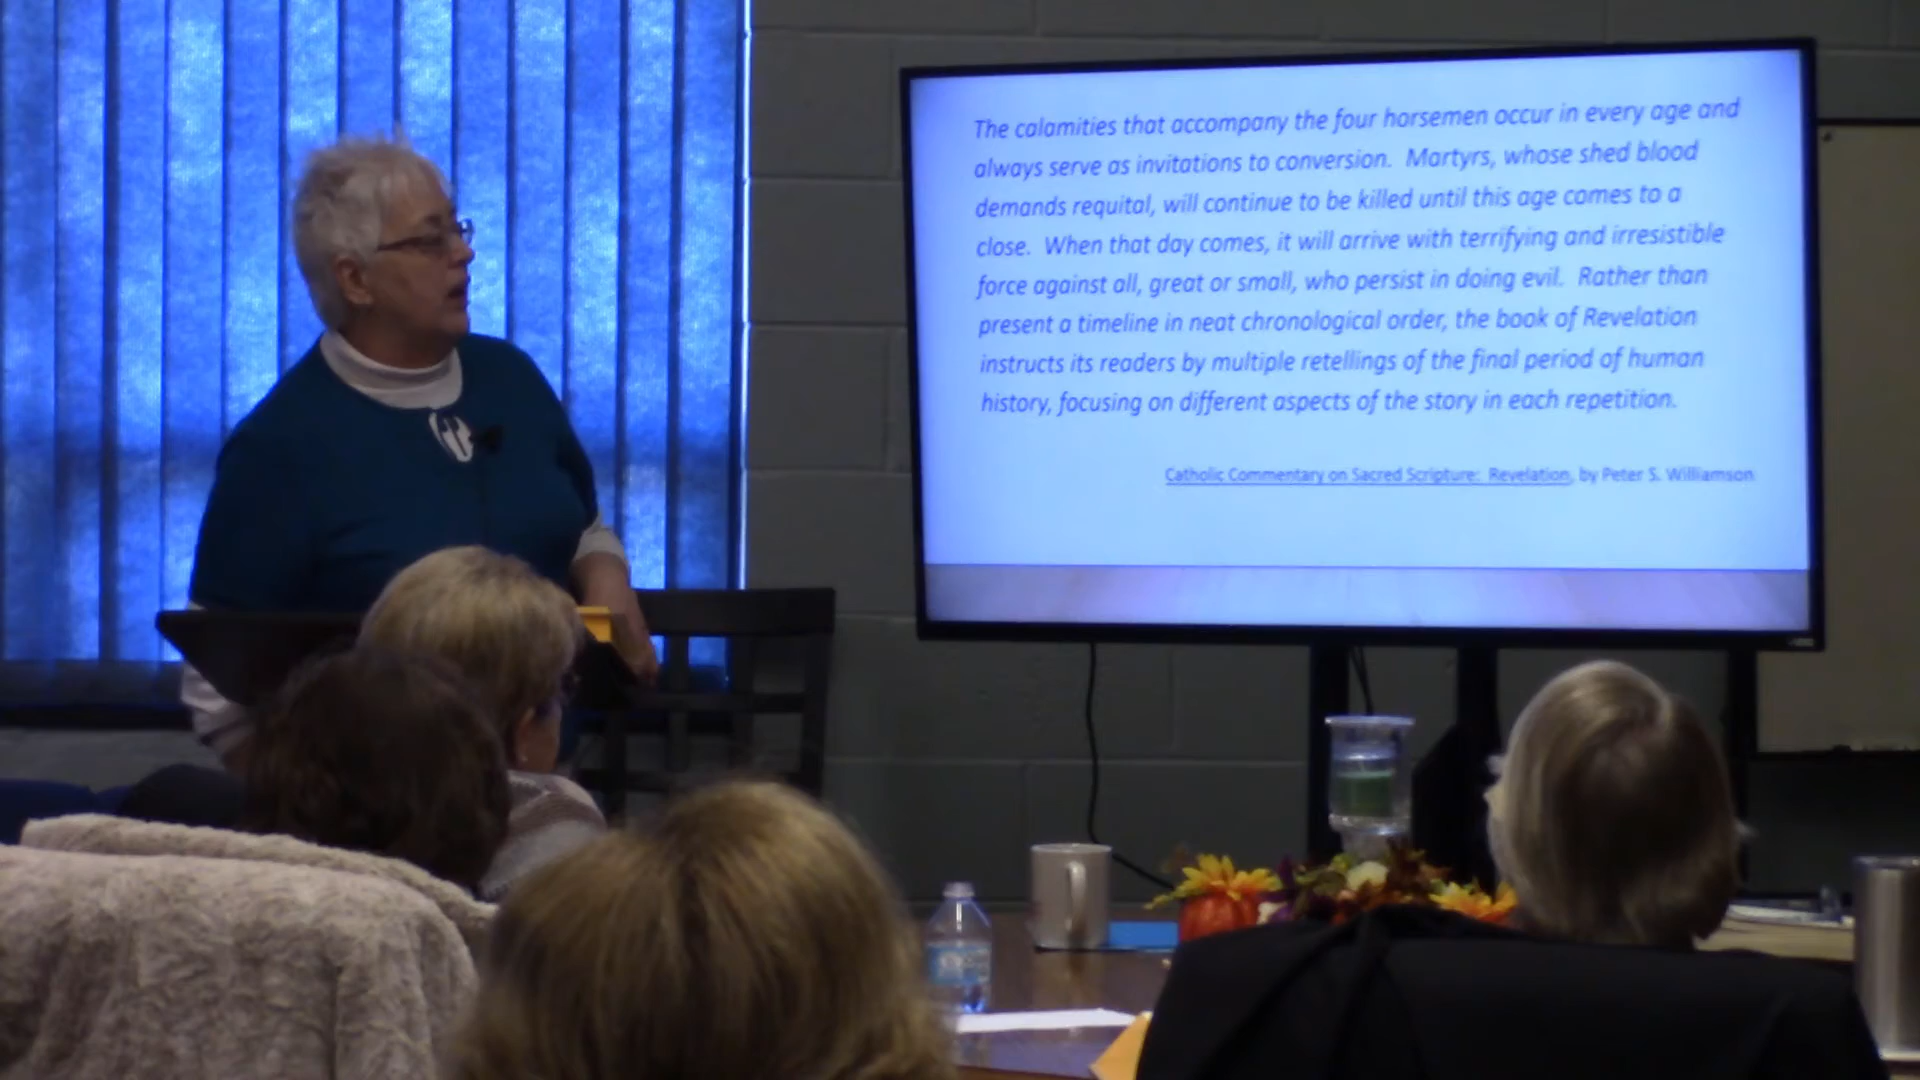 The calamities that accompany the four horsemen occur in every age and
always serve as invitations to conversion. Martyrs, whose shed blood
demands requital, will continue to be killed until this age comes to a
close. When that day comes, it will arrive with terrifying and irresistible
force against all, great or small, who persist in doing evil. Rather than
present a timeline in neat chronological order, the book of Revelation
instructs its readers by multiple retellings of the final period of human
history, focusing on different aspects of the story in each repetition.
Catholic Commentary on Sacred Scripture: Revelation, by Peter S. Williamson